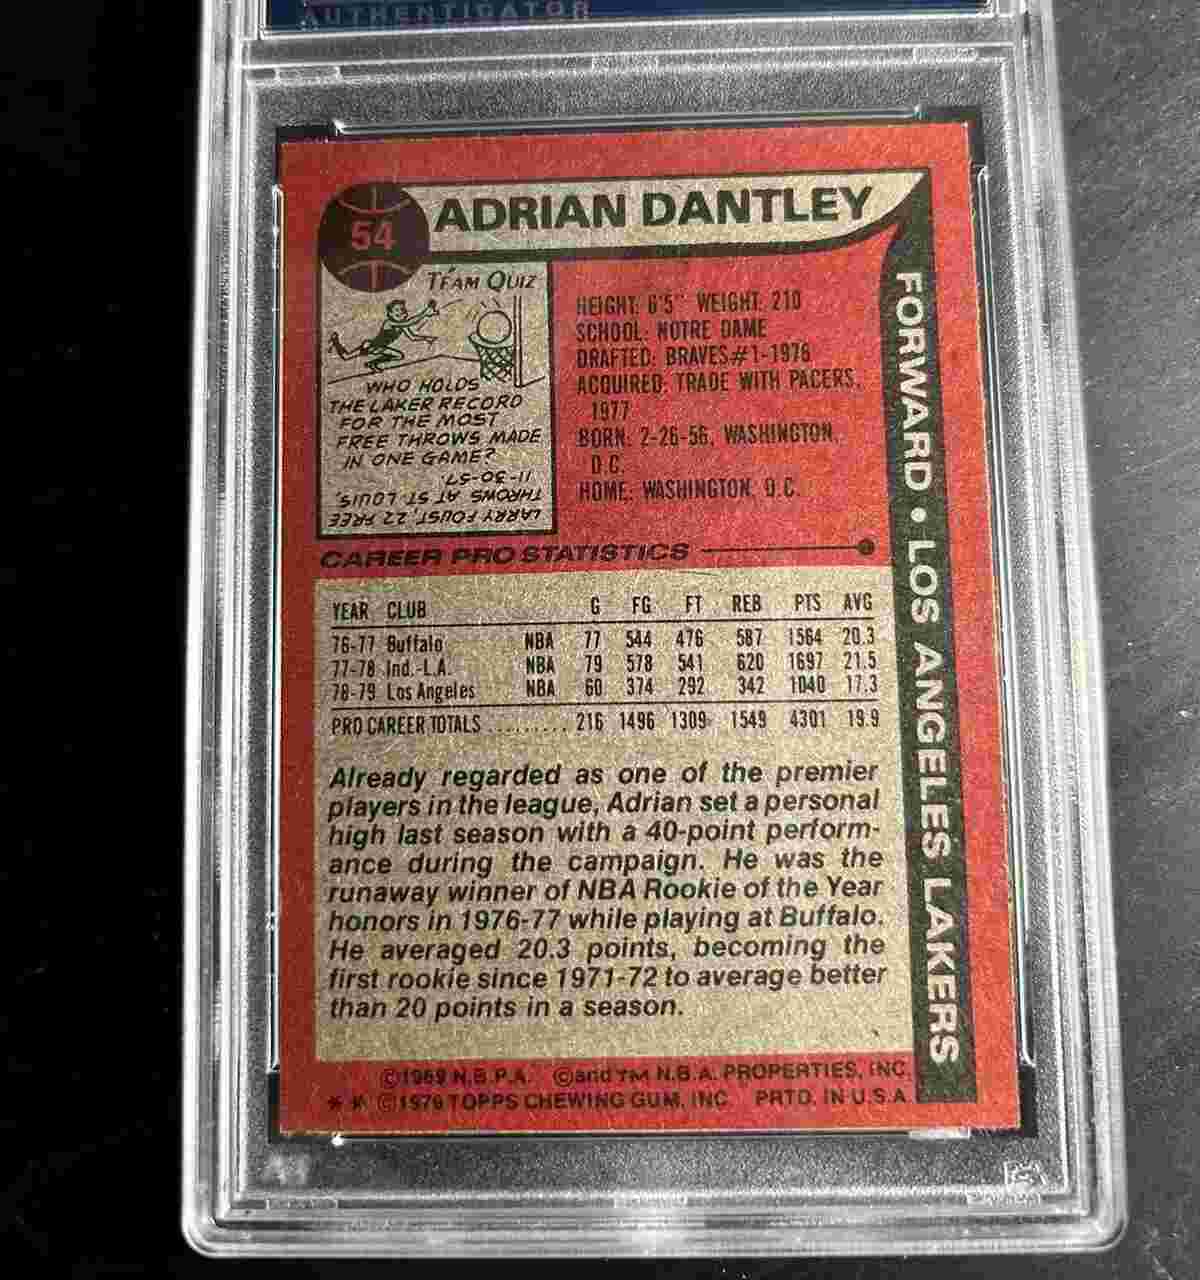 AUTHENTICATOR
54
ADRIAN DANTLEY
FORWARD • LOS ANGELES LAKERS
TEAM QUIZ
WHO HOLDS
THE LAKER RECORD
FOR THE MOST
FREE THROWS MADE
IN ONE GAME?
LARRY FOUST, 22 FREE
THROWS AT ST. LOUIS,
11-30-57.
HEIGHT: 6'5" WEIGHT: 210
SCHOOL: NOTRE DAME
DRAFTED: BRAVES #1-1976
ACQUIRED: TRADE WITH PACERS,
1977
BORN: 2-26-56, WASHINGTON,
D.C.
HOME: WASHINGTON, D.C.
CAREER PRO STATISTICS
YEAR CLUB G FG FT REB PTS AVG
76-77 Buffalo NBA 77 544 476 587 1564 20.3
77-78 Ind.-L.A. NBA 79 578 541 620 1697 21.5
78-79 Los Angeles NBA 60 374 292 342 1040 17.3
PRO CAREER TOTALS ......... 216 1496 1309 1549 4301 19.9
Already regarded as one of the premier
players in the league, Adrian set a personal
high last season with a 40-point perform-
ance during the campaign. He was the
runaway winner of NBA Rookie of the Year
honors in 1976-77 while playing at Buffalo.
He averaged 20.3 points, becoming the
first rookie since 1971-72 to average better
than 20 points in a season.
©1969 N.B.P.A. ©and TM N.B.A. PROPERTIES, INC.
** ©1979 TOPPS CHEWING GUM, INC. PRTD. IN U.S.A.